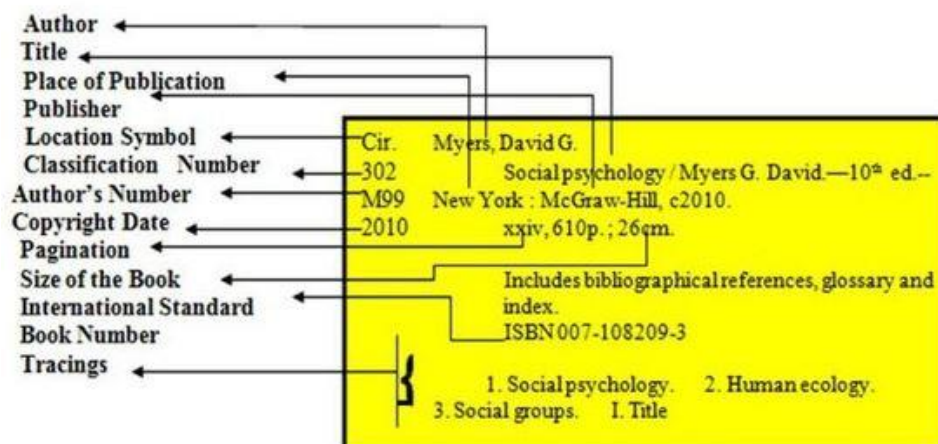 Author
Title
Place of Publication
Publisher
Location Symbol
Classification Number
Author's Number
Copyright Date
Pagination
Size of the Book
International Standard
Book Number
Tracings
Cir. Myers, David G.
302 Social psychology / Myers G. David.—10th ed.--
M99 New York : McGraw-Hill, c2010.
2010 xxiv, 610p. ; 26cm.
Includes bibliographical references, glossary and
index.
ISBN 007-108209-3
{
1. Social psychology. 2. Human ecology.
3. Social groups. I. Title